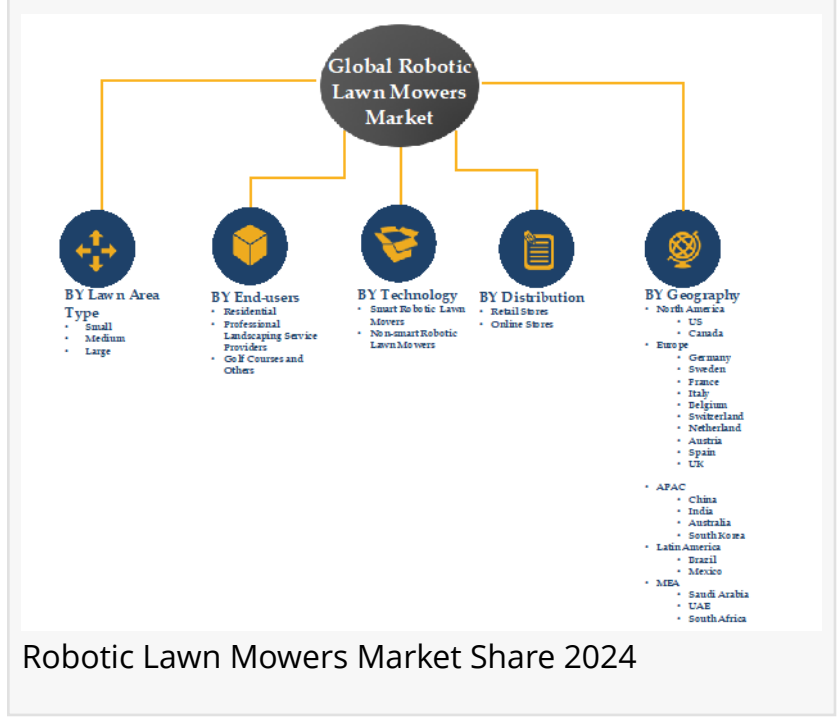 Global Robotic
Lawn Mowers
Market
BY Lawn Area
Type
• Small
• Medium
• Large
BY End-users
• Residential
• Professional
Landscaping Service
Providers
• Golf Courses and
Others
BY Technology
• Smart Robotic Lawn
Movers
• Non-smart Robotic
Lawn Mowers
BY Distribution
• Retail Stores
• Online Stores
BY Geography
• North America
• US
• Canada
• Europe
• Germany
• Sweden
• France
• Italy
• Belgium
• Switzerland
• Netherland
• Austria
• Spain
• UK
• APAC
• China
• India
• Australia
• South Korea
• Latin America
• Brazil
• Mexico
• MEA
• Saudi Arabia
• UAE
• South Africa
Robotic Lawn Mowers Market Share 2024